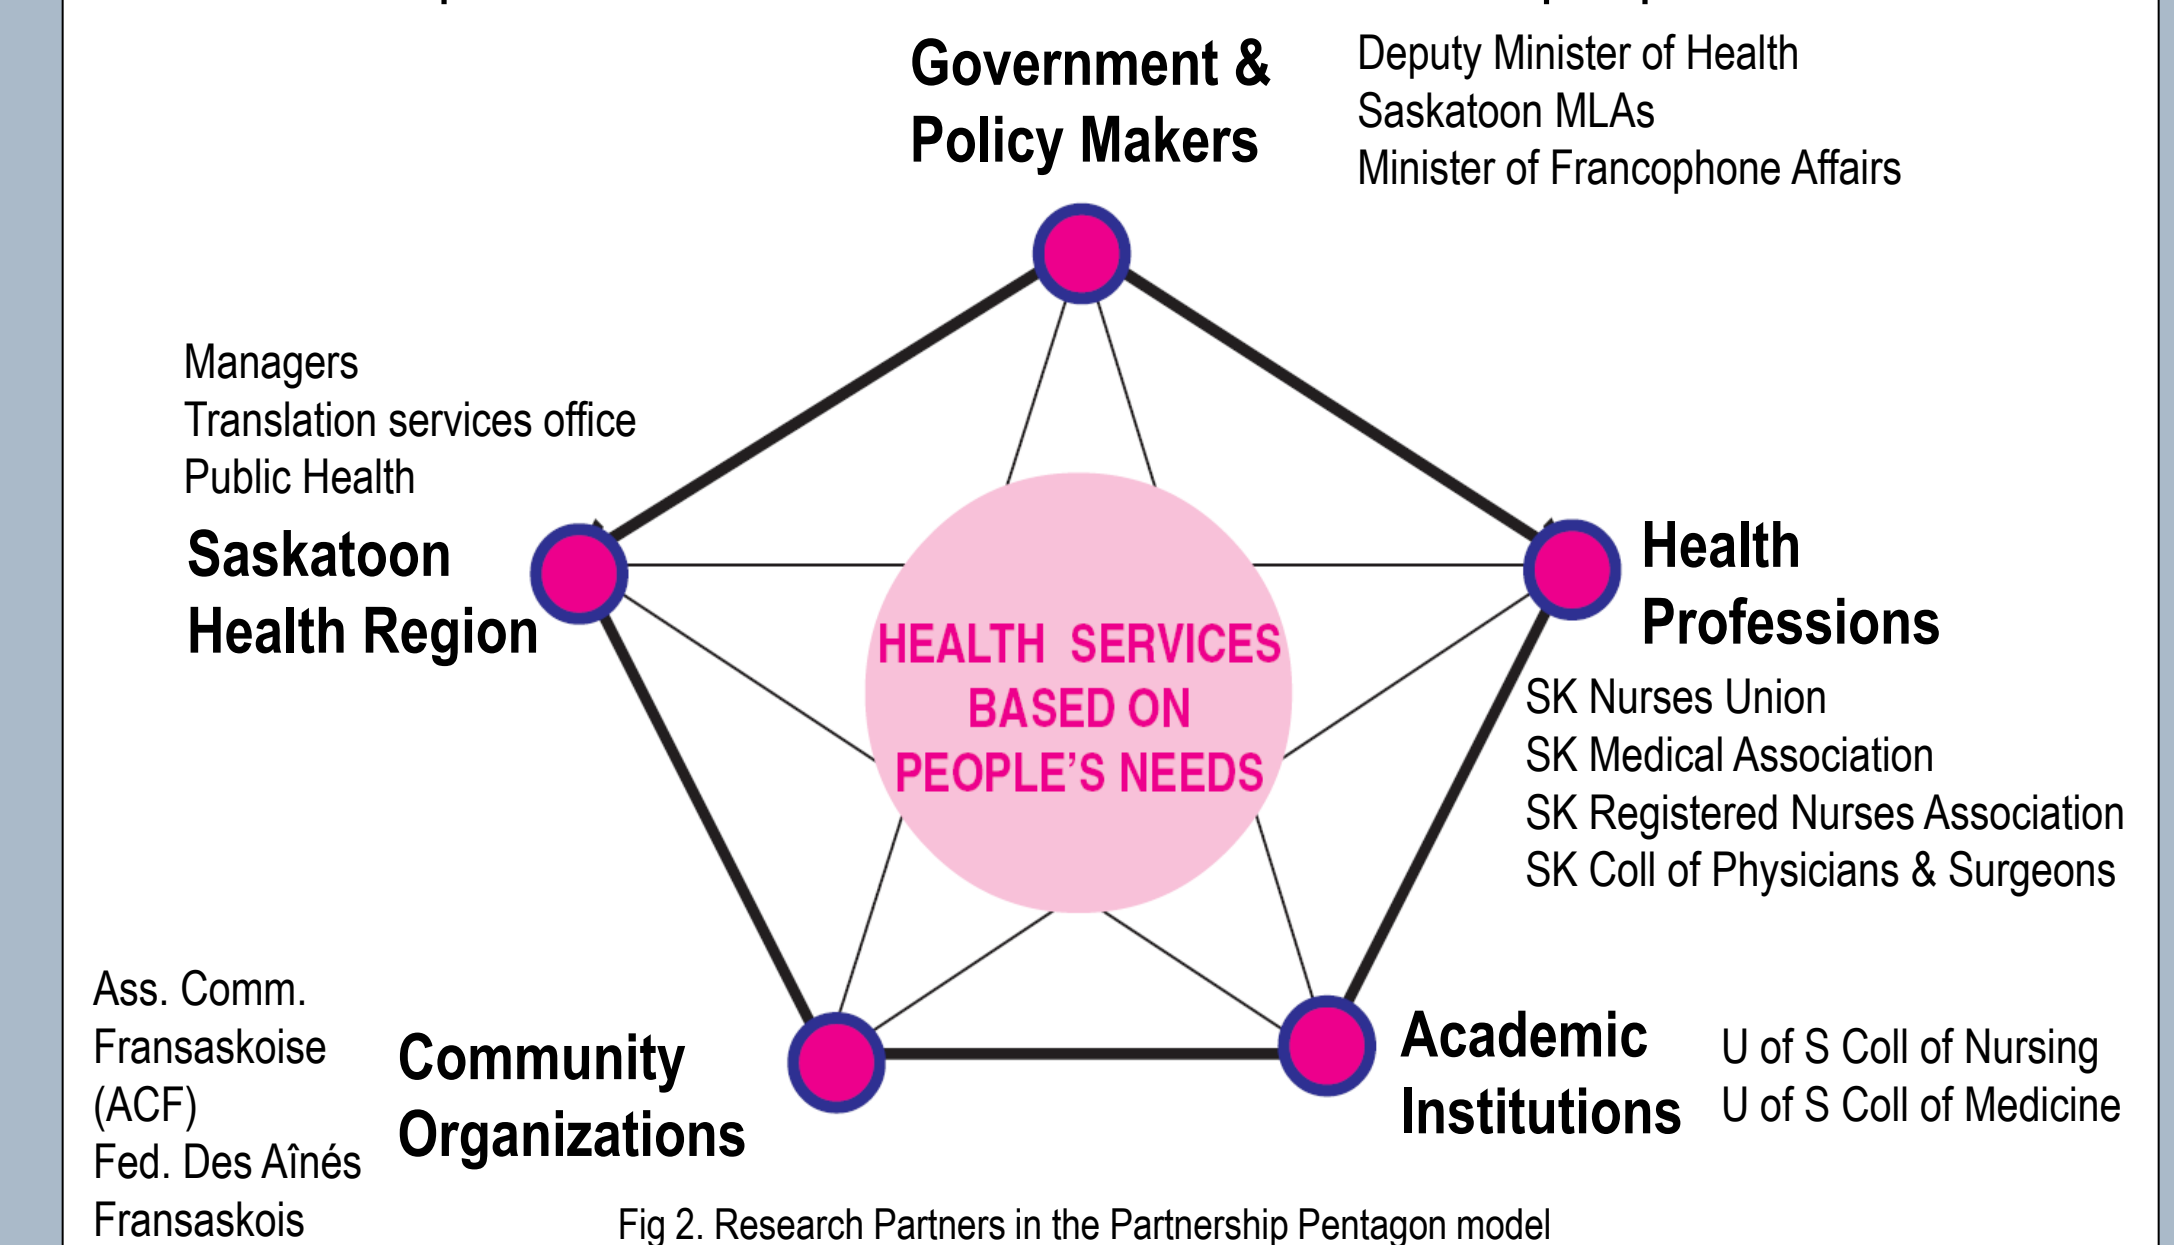 Government &
Policy Makers
Deputy Minister of Health
Saskatoon MLAs
Minister of Francophone Affairs
Managers
Translation services office
Public Health
Saskatoon
Health Region
Health
Professions
SK Nurses Union
SK Medical Association
SK Registered Nurses Association
SK Coll of Physicians & Surgeons
HEALTH SERVICES
BASED ON
PEOPLE’S NEEDS
Ass. Comm.
Fransaskoise
(ACF)
Fed. Des Aînés
Fransaskois
Community
Organizations
Academic
Institutions
U of S Coll of Nursing
U of S Coll of Medicine
Fig 2. Research Partners in the Partnership Pentagon model